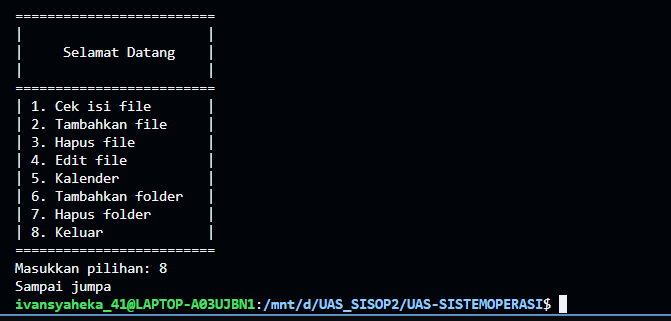 =========================
|                       |
|     Selamat Datang    |
|                       |
=========================
| 1. Cek isi file       |
| 2. Tambahkan file     |
| 3. Hapus file         |
| 4. Edit file          |
| 5. Kalender           |
| 6. Tambahkan folder   |
| 7. Hapus folder       |
| 8. Keluar             |
=========================
Masukkan pilihan: 8
Sampai jumpa
ivansyaheka_41@LAPTOP-A03UJBN1:/mnt/d/UAS_SISOP2/UAS-SISTEMOPERASI$